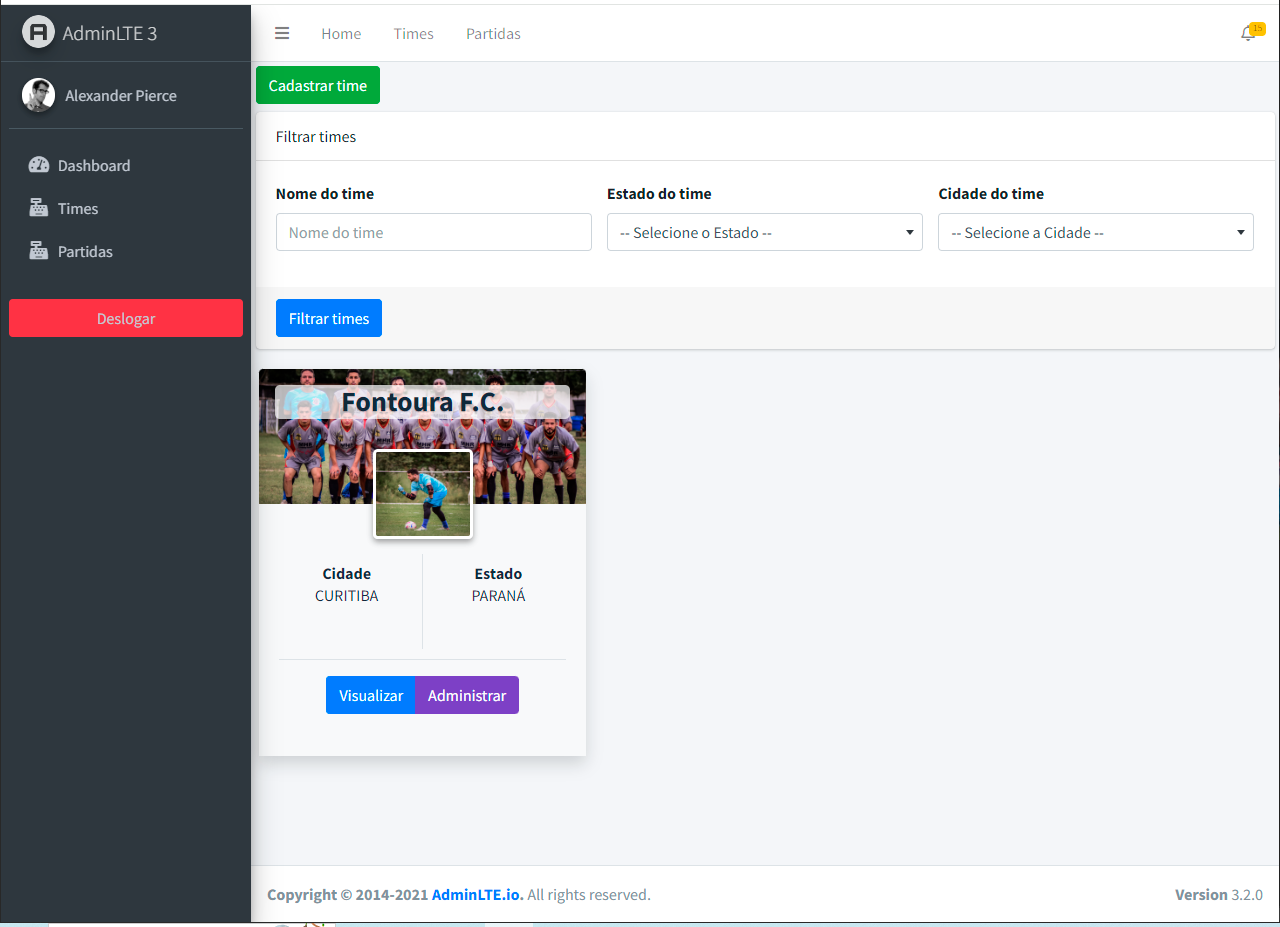 AdminLTE 3
Home Times Partidas
15
Alexander Pierce
Dashboard
Times
Partidas
Deslogar
Cadastrar time
Filtrar times
Nome do time Estado do time Cidade do time
Nome do time -- Selecione o Estado -- -- Selecione a Cidade --
Filtrar times
Fontoura F.C.
Cidade Estado
CURITIBA PARANÁ
Visualizar Administrar
Copyright © 2014-2021 AdminLTE.io. All rights reserved. Version 3.2.0